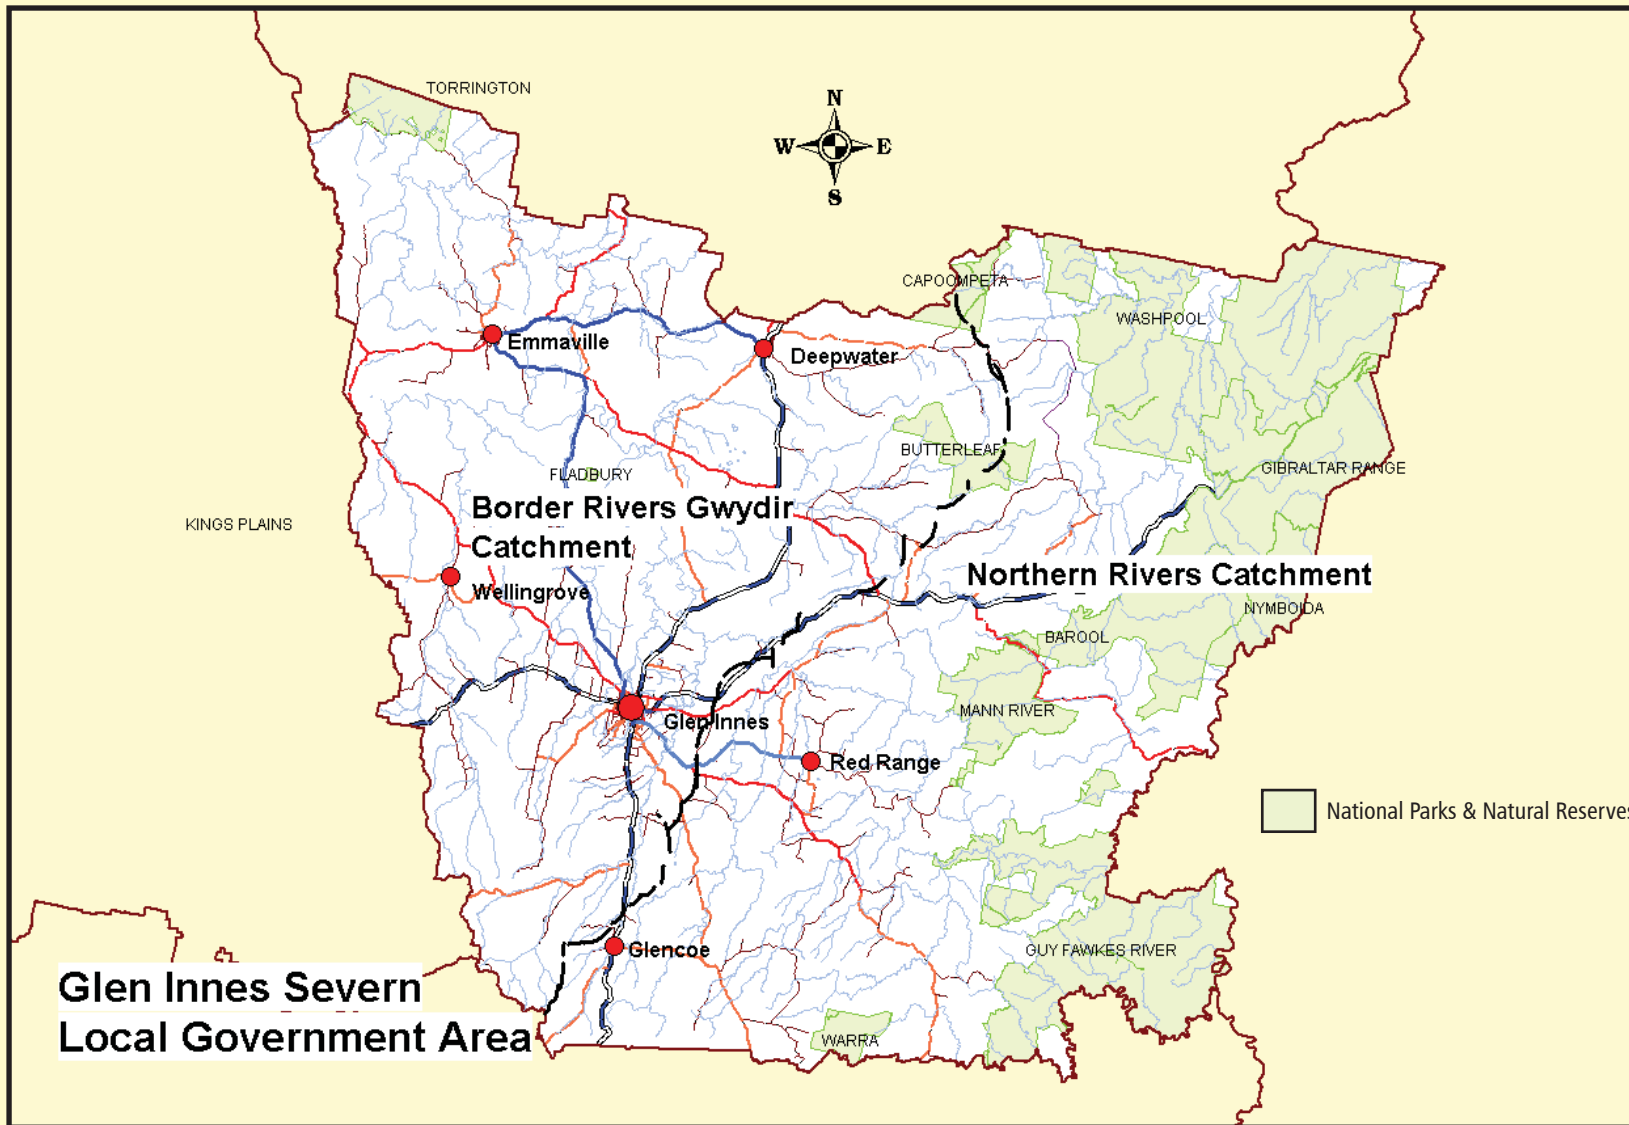 TORRINGTON
N
W
E
S
CAPOOMPETA
WASHPOOL
Emmaville
Deepwater
BUTTERLEAF
GIBRALTAR RANGE
FLADBURY
KINGS PLAINS
Border Rivers Gwydir
Catchment
Northern Rivers Catchment
Wellingrove
NYMBOIDA
BAROOL
MANN RIVER
Glen Innes
Red Range
National Parks & Natural Reserves
Glencoe
GUY FAWKES RIVER
Glen Innes Severn
Local Government Area
WARRA